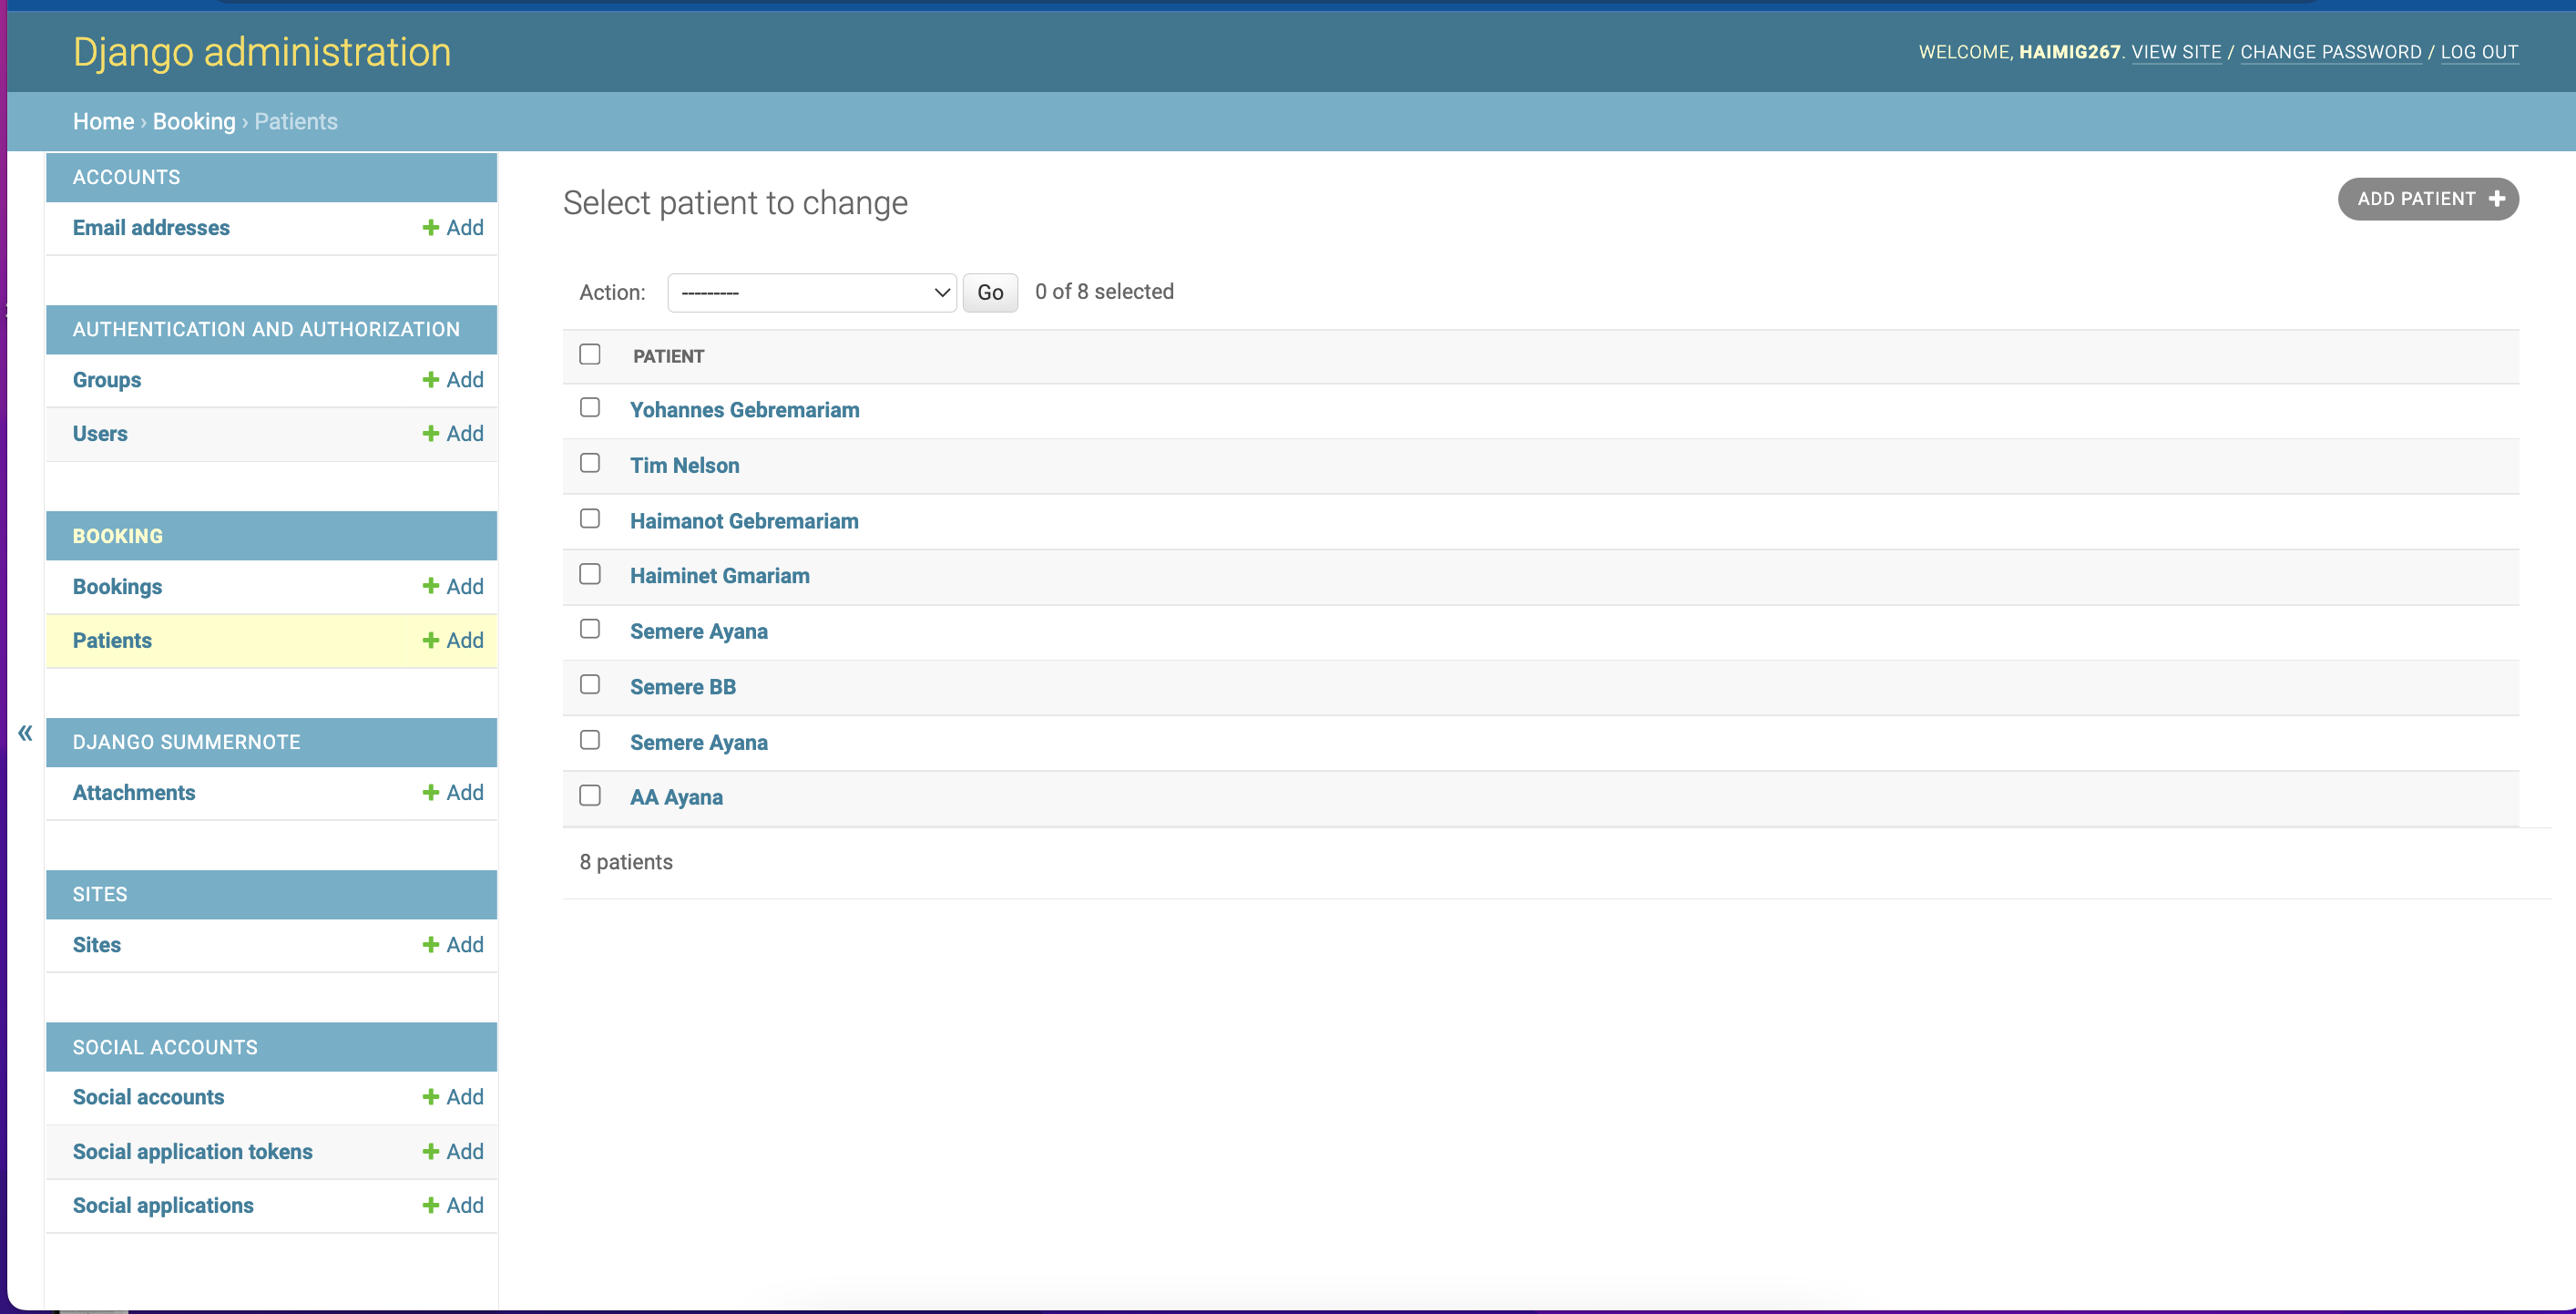 Django administration
WELCOME, HAIMIG267. VIEW SITE / CHANGE PASSWORD / LOG OUT
Home › Booking › Patients
ACCOUNTS
Email addresses + Add
AUTHENTICATION AND AUTHORIZATION
Groups + Add
Users + Add
BOOKING
Bookings + Add
Patients + Add
DJANGO SUMMERNOTE
Attachments + Add
SITES
Sites + Add
SOCIAL ACCOUNTS
Social accounts + Add
Social application tokens + Add
Social applications + Add
«
Select patient to change
ADD PATIENT +
Action: --------- Go 0 of 8 selected
PATIENT
Yohannes Gebremariam
Tim Nelson
Haimanot Gebremariam
Haiminet Gmariam
Semere Ayana
Semere BB
Semere Ayana
AA Ayana
8 patients